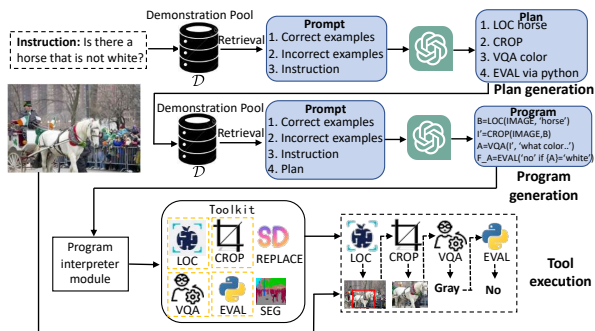 Instruction: Is there a
horse that is not white?
Demonstration Pool
D
Retrieval
Prompt
1. Correct examples
2. Incorrect examples
3. Instruction
Plan
1. LOC horse
2. CROP
3. VQA color
4. EVAL via python
Plan generation
Demonstration Pool
D
Retrieval
Prompt
1. Correct examples
2. Incorrect examples
3. Instruction
4. Plan
Program
B=LOC(IMAGE, 'horse')
I'=CROP(IMAGE,B)
A=VQA(I', 'what color..')
F_A=EVAL('no' if {A}='white')
Program
generation
Program
interpreter
module
Toolkit
LOC
CROP
SD
REPLACE
VQA
EVAL
SEG
LOC
CROP
VQA
EVAL
Gray
No
Tool
execution